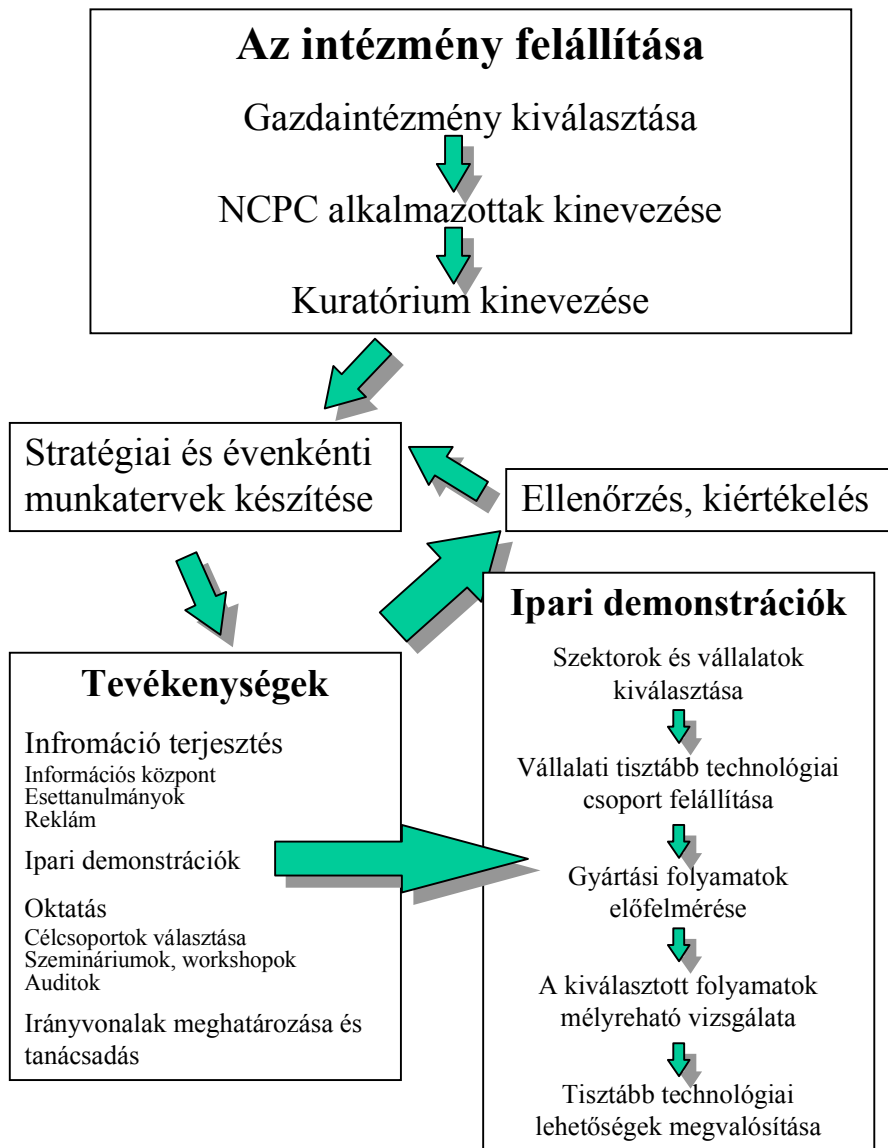 Az intézmény felállítása
Gazdaintézmény kiválasztása
NCPC alkalmazottak kinevezése
Kuratórium kinevezése
Stratégiai és évenkénti
munkatervek készítése
Ellenőrzés, kiértékelés
Tevékenységek
Infromáció terjesztés
Információs központ
Esettanulmányok
Reklám
Ipari demonstrációk
Oktatás
Célcsoportok választása
Szemináriumok, workshopok
Auditok
Irányvonalak meghatározása és
tanácsadás
Ipari demonstrációk
Szektorok és vállalatok
kiválasztása
Vállalati tisztább technológiai
csoport felállítása
Gyártási folyamatok
előfelmérése
A kiválasztott folyamatok
mélyreható vizsgálata
Tisztább technológiai
lehetőségek megvalósítása